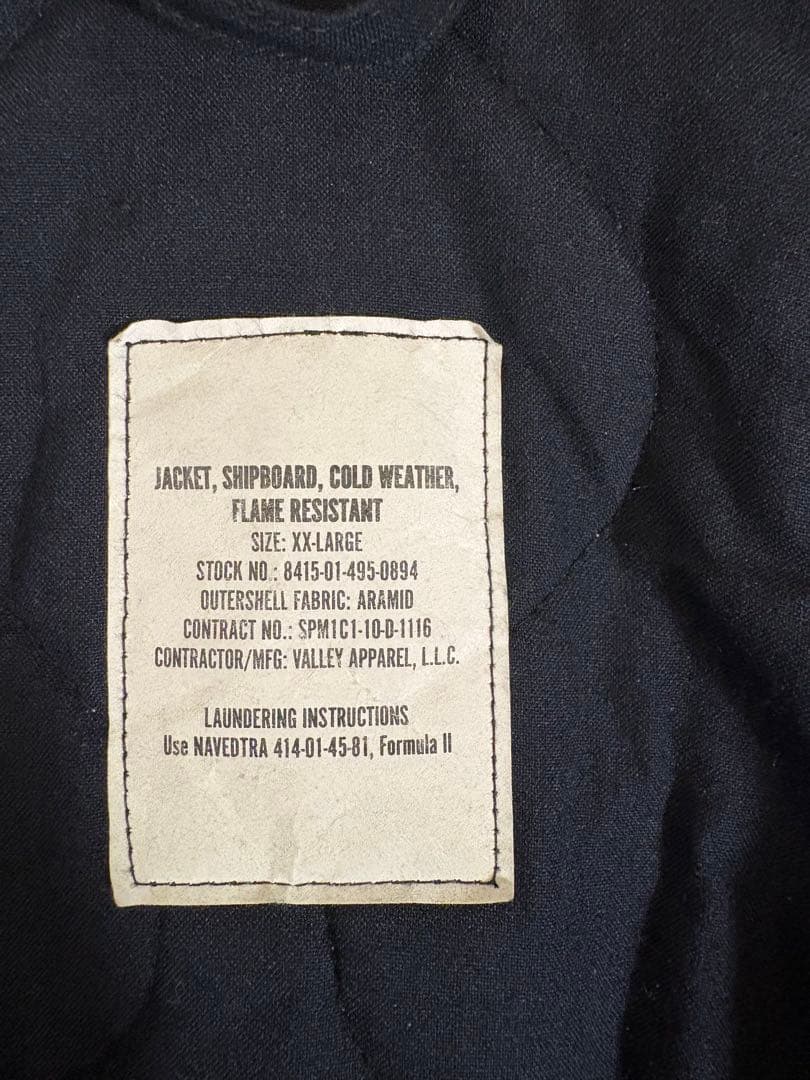 JACKET, SHIPBOARD, COLD WEATHER,
FLAME RESISTANT
SIZE: XX-LARGE
STOCK NO.: 8415-01-495-0894
OUTERSHELL FABRIC: ARAMID
CONTRACT NO.: SPM1C1-10-D-1116
CONTRACTOR/MFG: VALLEY APPAREL, L.L.C.
LAUNDERING INSTRUCTIONS
Use NAVEDTRA 414-01-45-81, Formula II